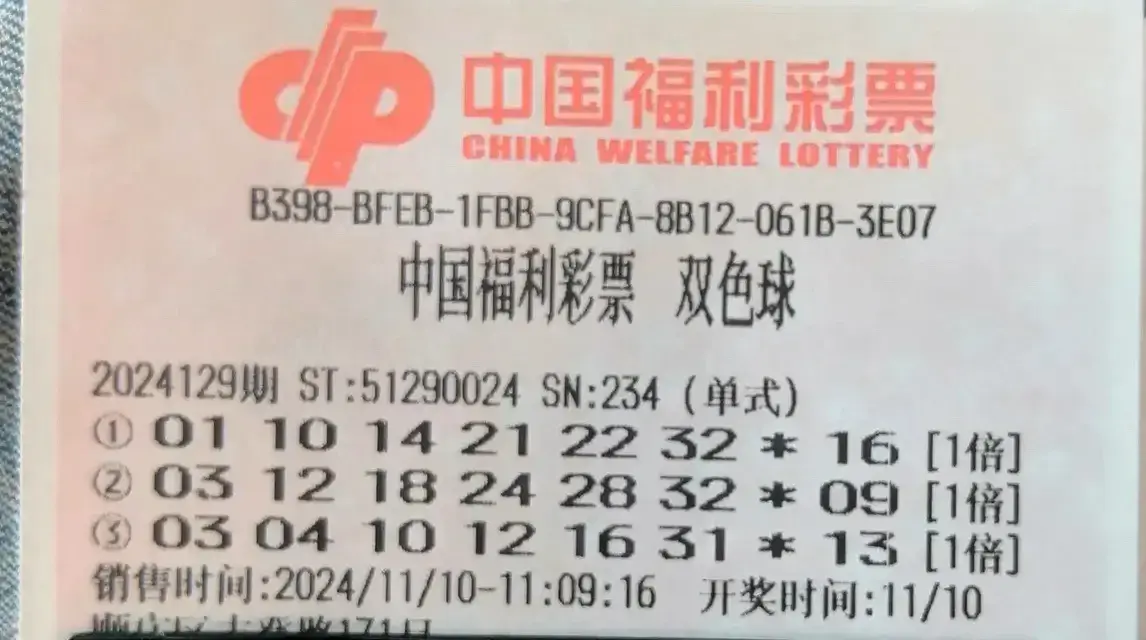 中国福利彩票
CHINA WELFARE LOTTERY
B398-BFEB-1FBB-9CFA-8B12-061B-3E07
中国福利彩票 双色球
2024129期 ST:51290024 SN:234 (单式)
① 01 10 14 21 22 32 * 16 [1倍]
② 03 12 18 24 28 32 * 09 [1倍]
③ 03 04 10 12 16 31 * 13 [1倍]
销售时间:2024/11/10-11:09:16 开奖时间:11/10